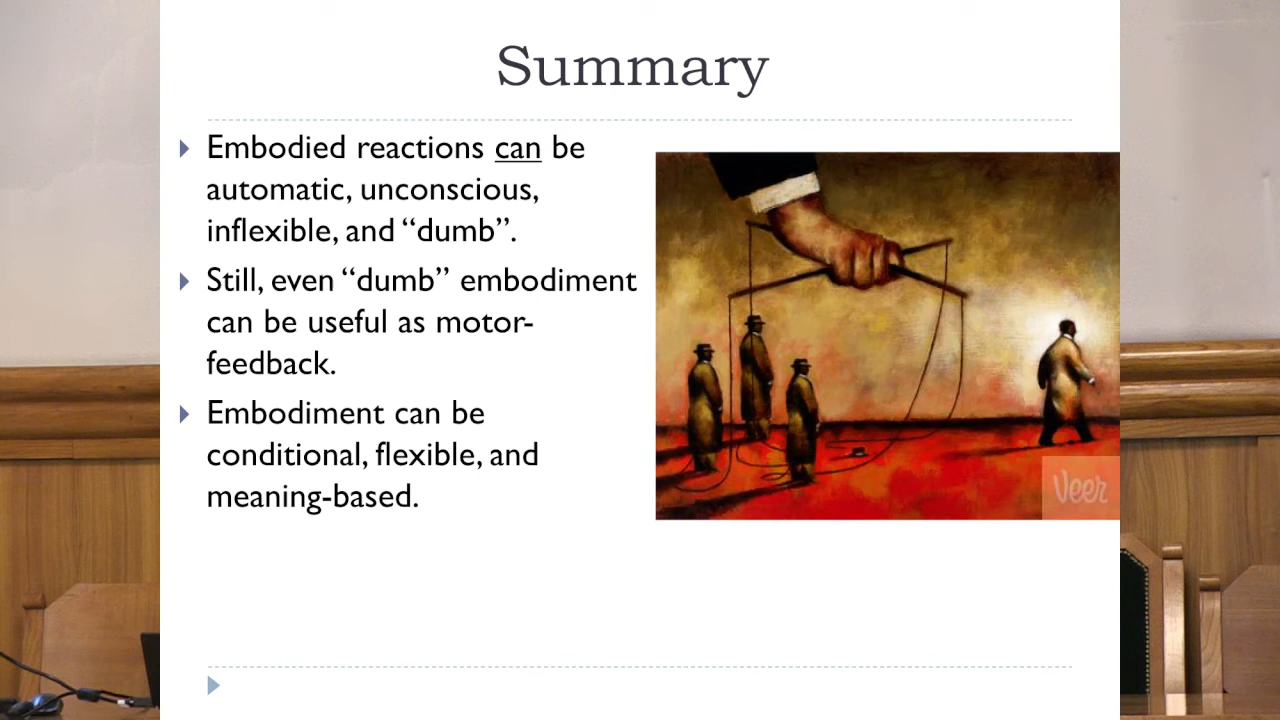 Summary
Embodied reactions can be
automatic, unconscious,
inflexible, and “dumb”.
Still, even “dumb” embodiment
can be useful as motor-
feedback.
Embodiment can be
conditional, flexible, and
meaning-based.
Veer